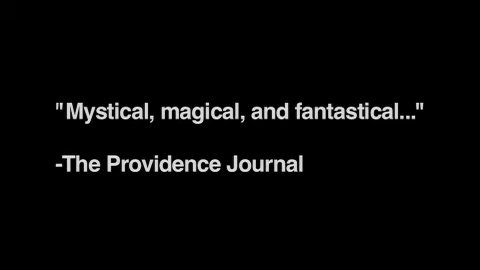 "Mystical, magical, and fantastical..."
-The Providence Journal